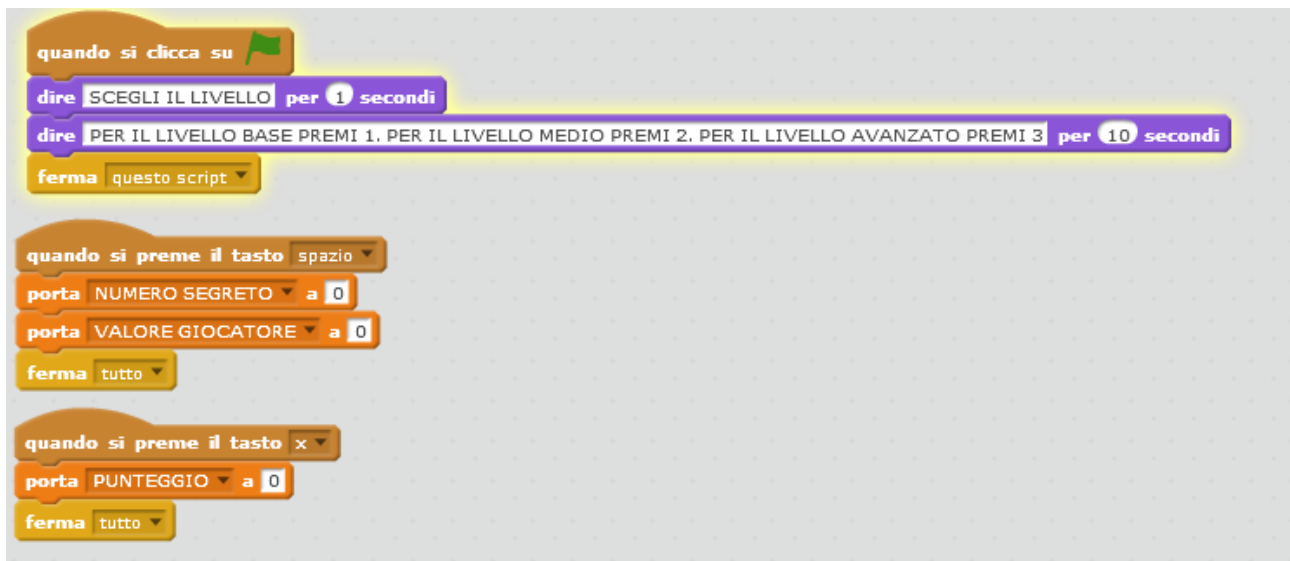 quando si clicca su
dire SCEGLI IL LIVELLO per 1 secondi
dire PER IL LIVELLO BASE PREMI 1. PER IL LIVELLO MEDIO PREMI 2. PER IL LIVELLO AVANZATO PREMI 3 per 10 secondi
ferma questo script
quando si preme il tasto spazio
porta NUMERO SEGRETO a 0
porta VALORE GIOCATORE a 0
ferma tutto
quando si preme il tasto x
porta PUNTEGGIO a 0
ferma tutto